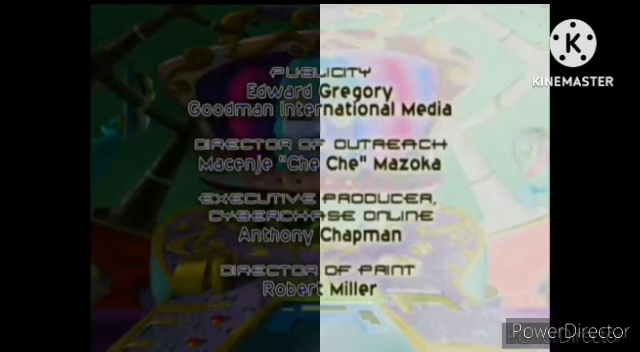 PUBLICITY
Edward Gregory
Goodman International Media
DIRECTOR OF OUTREACH
Macenje "Che Che" Mazoka
EXECUTIVE PRODUCER,
CYBERCHASE ONLINE
Anthony Chapman
DIRECTOR OF PRINT
Robert Miller
KINEMASTER
PowerDirector
PowerDirector